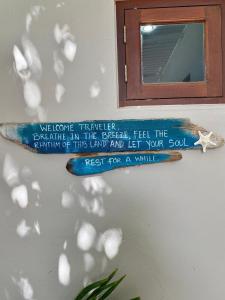 WELCOME TRAVELER.
BREATHE IN THE BREEZE, FEEL THE
RHYTHM OF THIS LAND AND LET YOUR SOUL
REST FOR A WHILE.